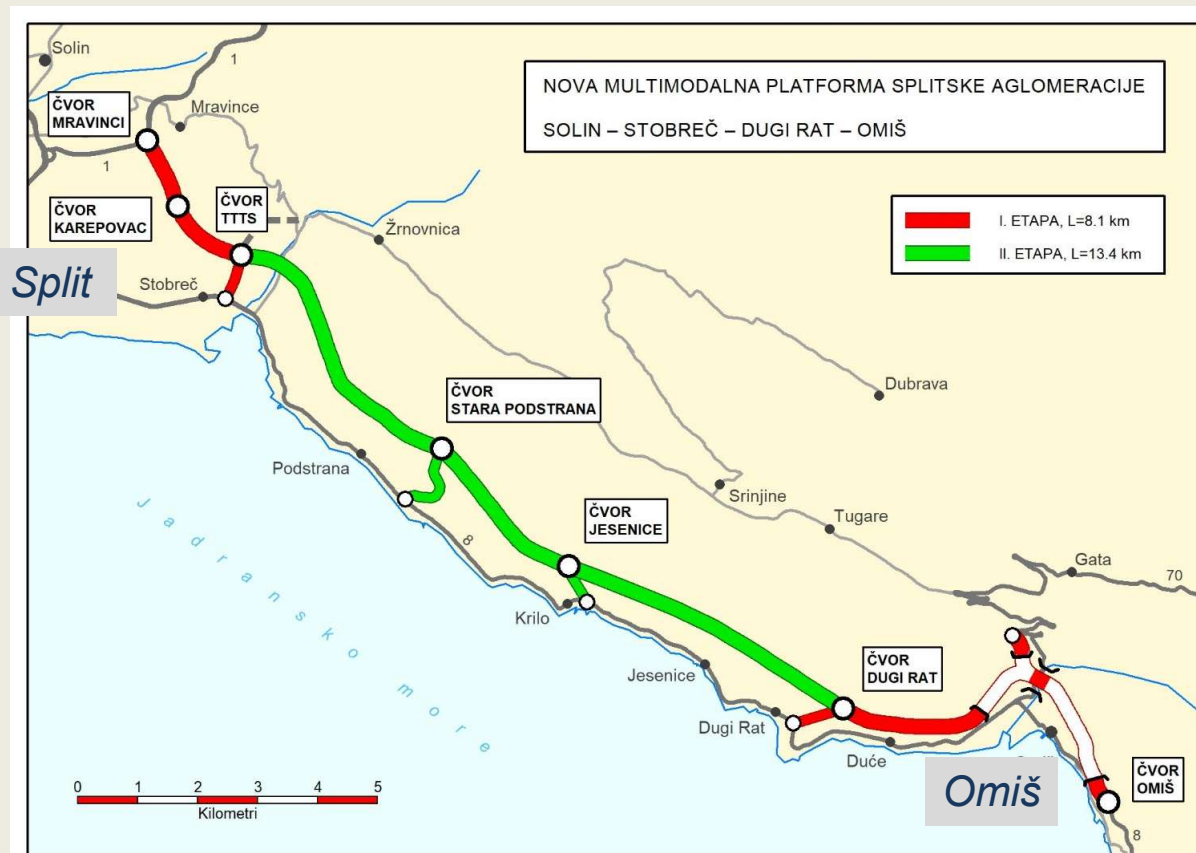 Solin
1
ČVOR
MRAVINCI
Mravince
1
NOVA MULTIMODALNA PLATFORMA SPLITSKE AGLOMERACIJE
SOLIN – STOBREČ – DUGI RAT – OMIŠ
ČVOR
KAREPOVAC
ČVOR
TTTS
Žrnovnica
I. ETAPA, L=8.1 km
II. ETAPA, L=13.4 km
Split
Stobreč
ČVOR
STARA PODSTRANA
Dubrava
Podstrana
Srinjine
Tugare
Jadransko more
8
ČVOR
JESENICE
Gata
70
Krilo
Jesenice
ČVOR
DUGI RAT
Dugi Rat
Duće
Omiš
ČVOR
OMIŠ
8
0 1 2 3 4 5
Kilometri